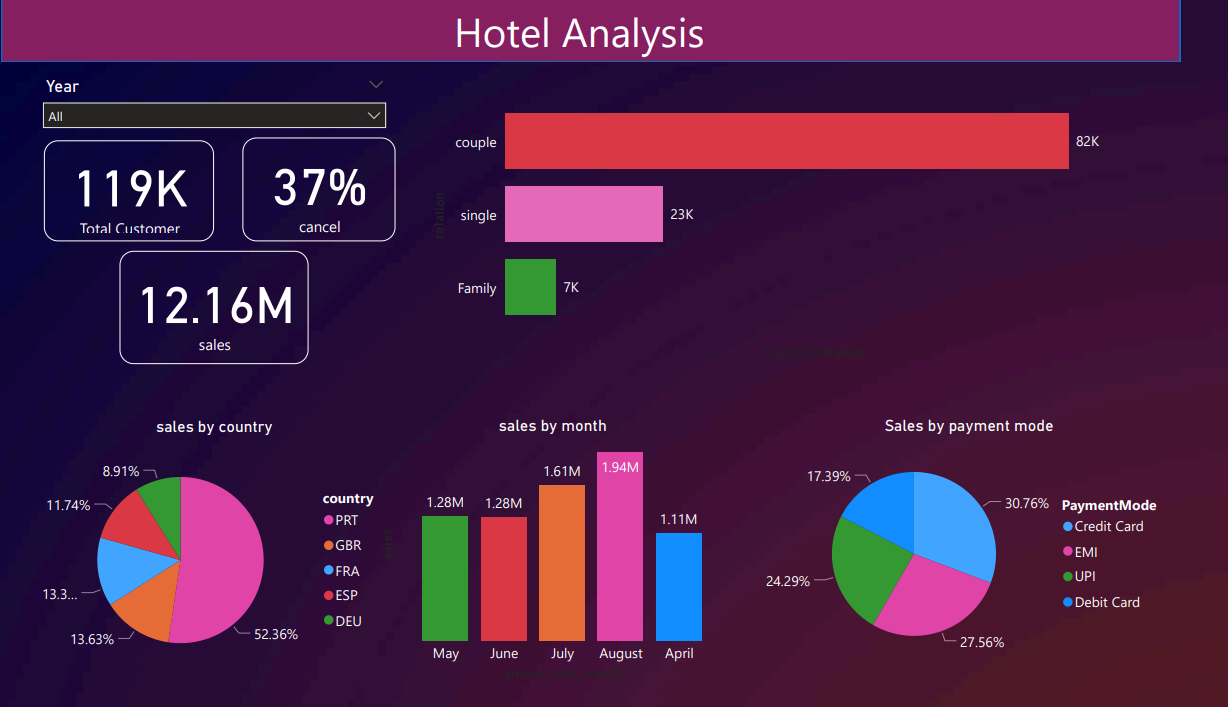 Hotel Analysis
Year
All
119K
Total Customer
37%
cancel
12.16M
sales
relation
couple
82K
single
23K
Family
7K
count of relation
sales by country
8.91%
11.74%
13.3...
13.63%
52.36%
country
PRT
GBR
FRA
ESP
DEU
sales by month
sales
1.28M
1.28M
1.61M
1.94M
1.11M
May
June
July
August
April
Sales by payment mode
17.39%
30.76%
24.29%
27.56%
PaymentMode
Credit Card
EMI
UPI
Debit Card